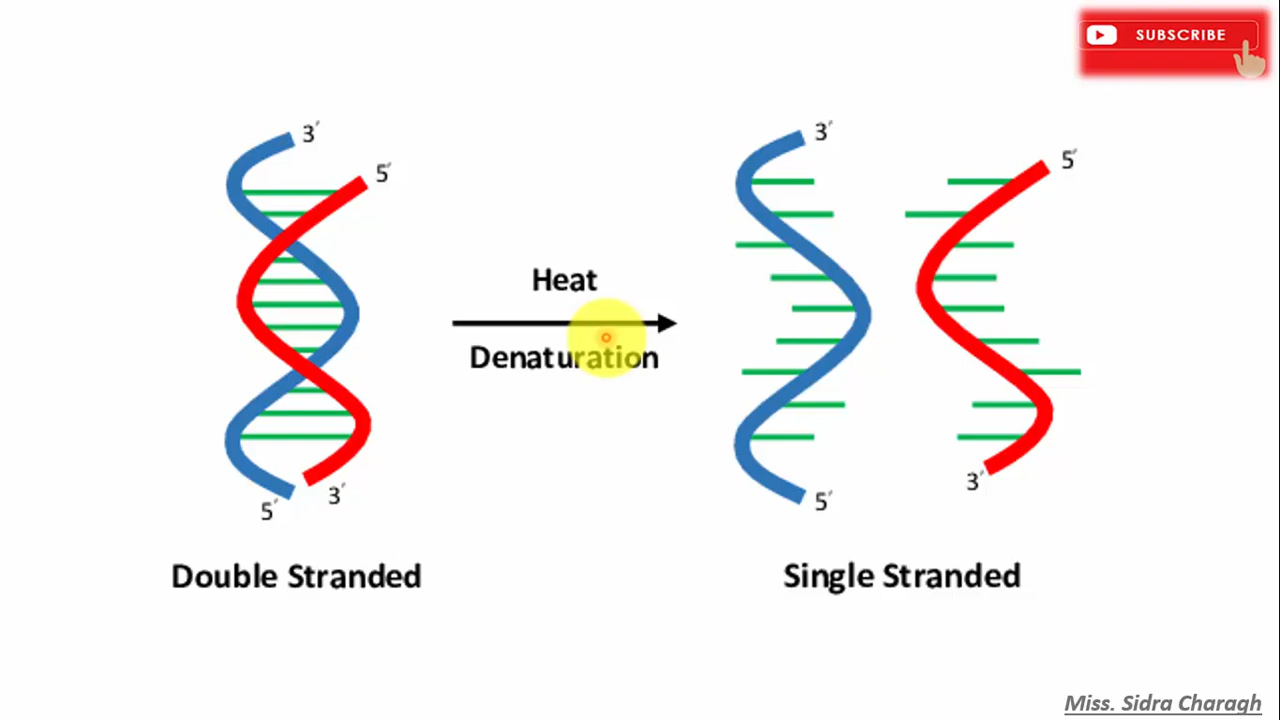 SUBSCRIBE
3′
5′
3′
5′
Heat
Denaturation
5′
3′
3′
5′
Double Stranded
Single Stranded
Miss. Sidra Charagh